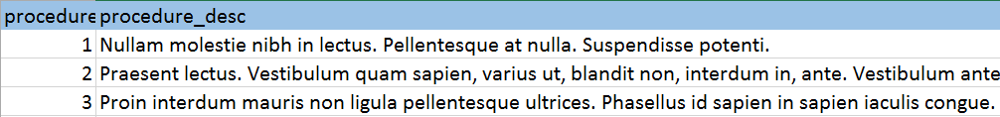 procedure procedure_desc
1 Nullam molestie nibh in lectus. Pellentesque at nulla. Suspendisse potenti.
2 Praesent lectus. Vestibulum quam sapien, varius ut, blandit non, interdum in, ante. Vestibulum ante
3 Proin interdum mauris non ligula pellentesque ultrices. Phasellus id sapien in sapien iaculis congue.